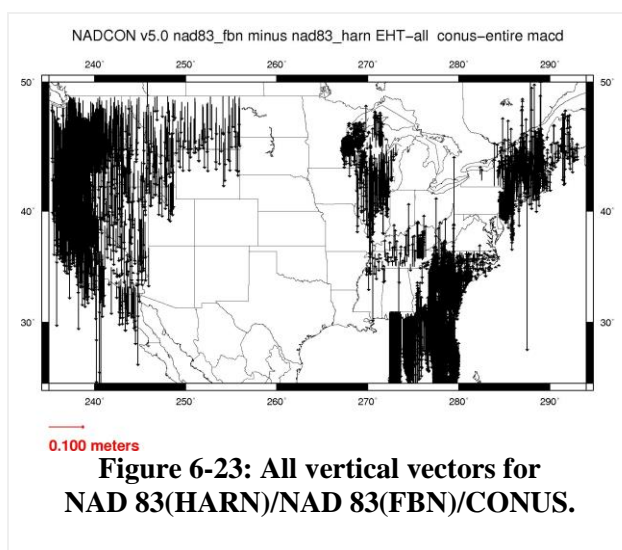 NADCON v5.0 nad83_fbn minus nad83_harn EHT-all conus-entire macd
240° 250° 260° 270° 280° 290°
50° 50°
40° 40°
30° 30°
240° 250° 260° 270° 280° 290°
0.100 meters
Figure 6-23: All vertical vectors for
NAD 83(HARN)/NAD 83(FBN)/CONUS.